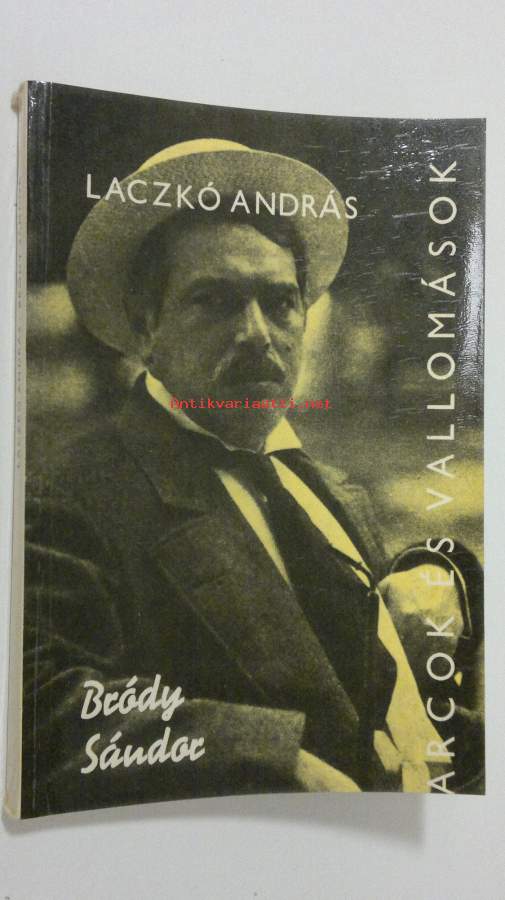 LACZKÓ ANDRÁS
ARCOK ÉS VALLOMÁSOK
Antikvariaatti.net
Bródy
Sándor